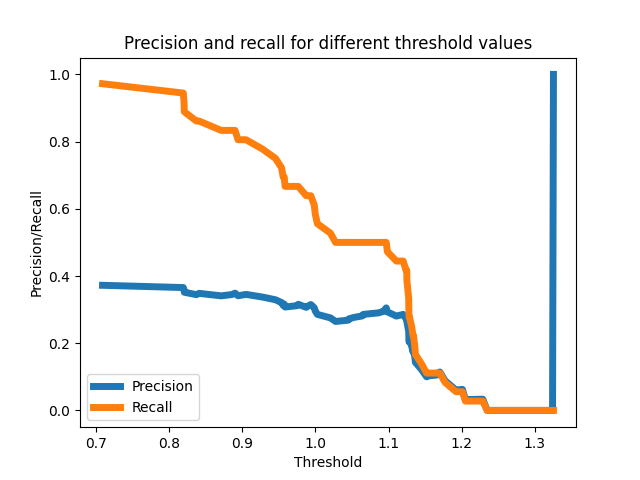 Precision and recall for different threshold values
1.0
0.8
0.6
0.4
0.2
0.0
Precision/Recall
Precision
Recall
0.7 0.8 0.9 1.0 1.1 1.2 1.3
Threshold